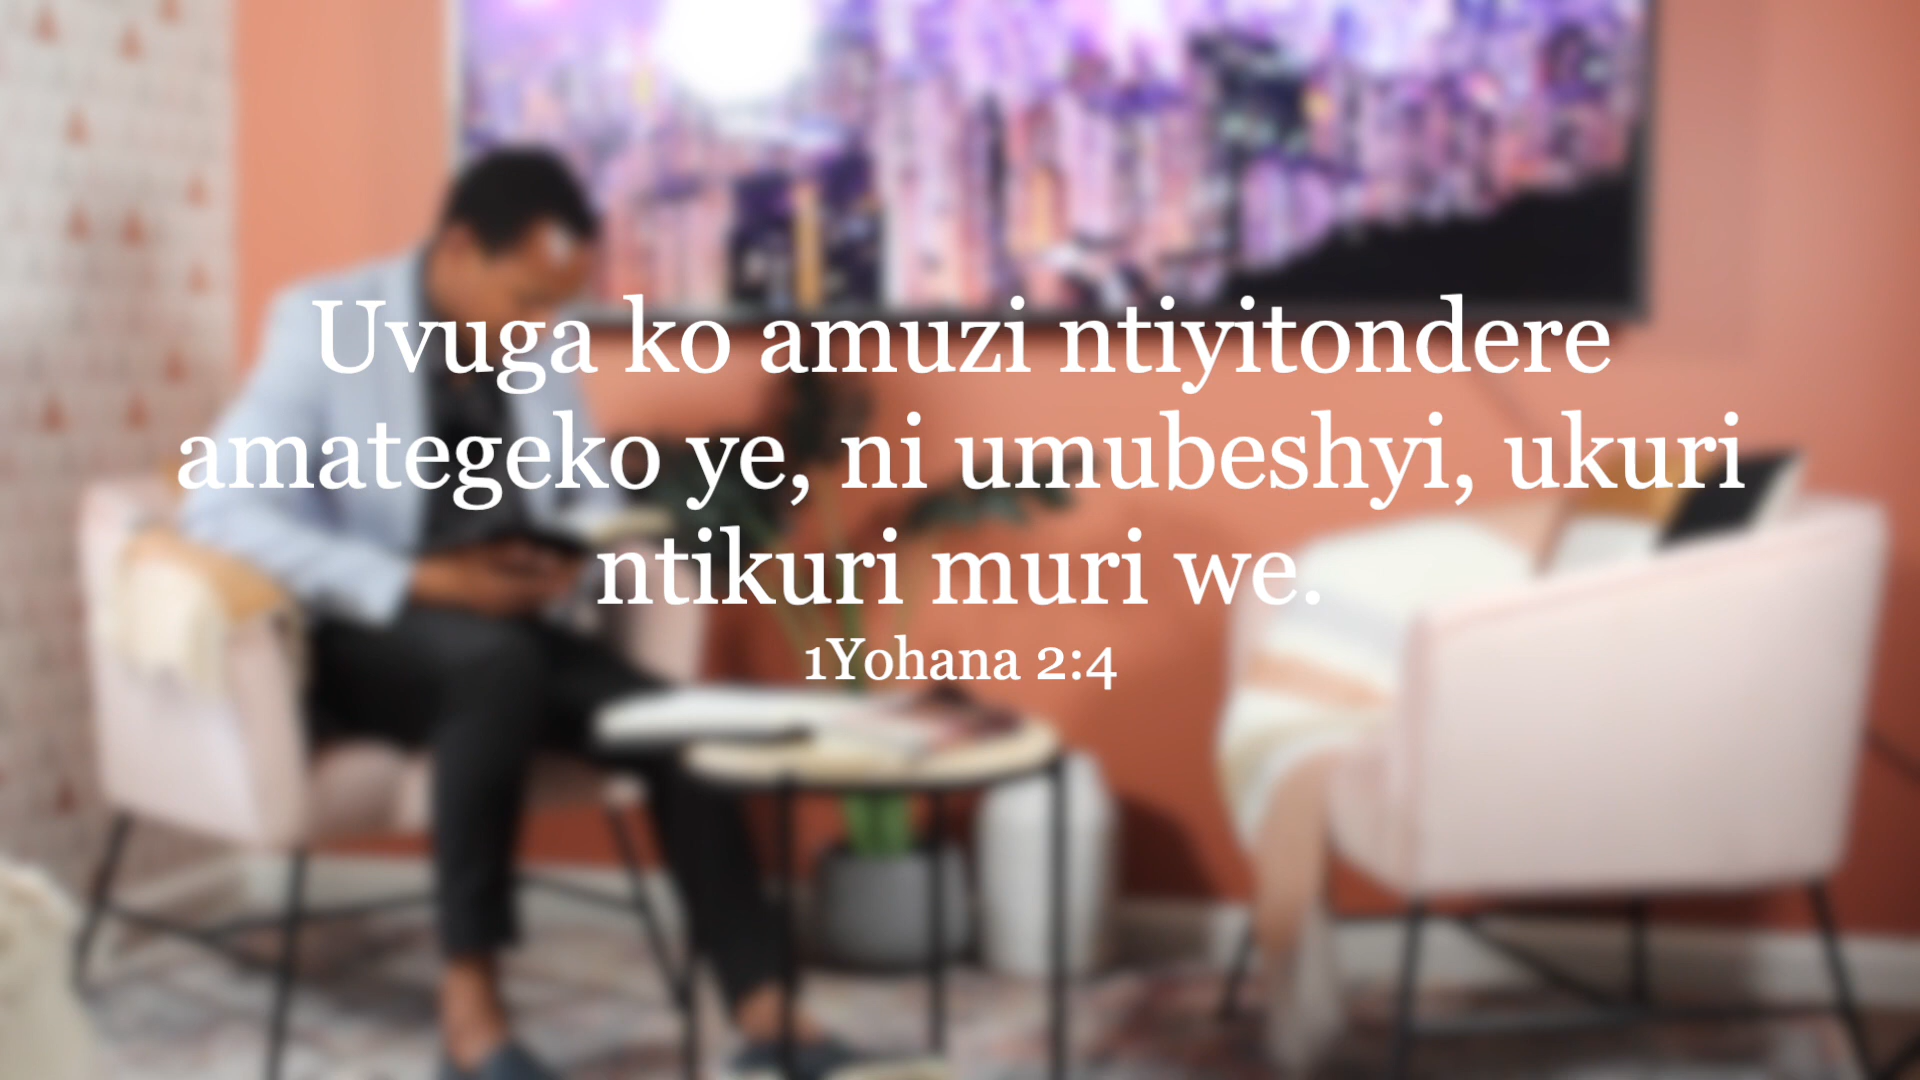 Uvuga ko amuzi ntiyitondere
amategeko ye, ni umubeshyi, ukuri
ntikuri muri we.
1Yohana 2:4